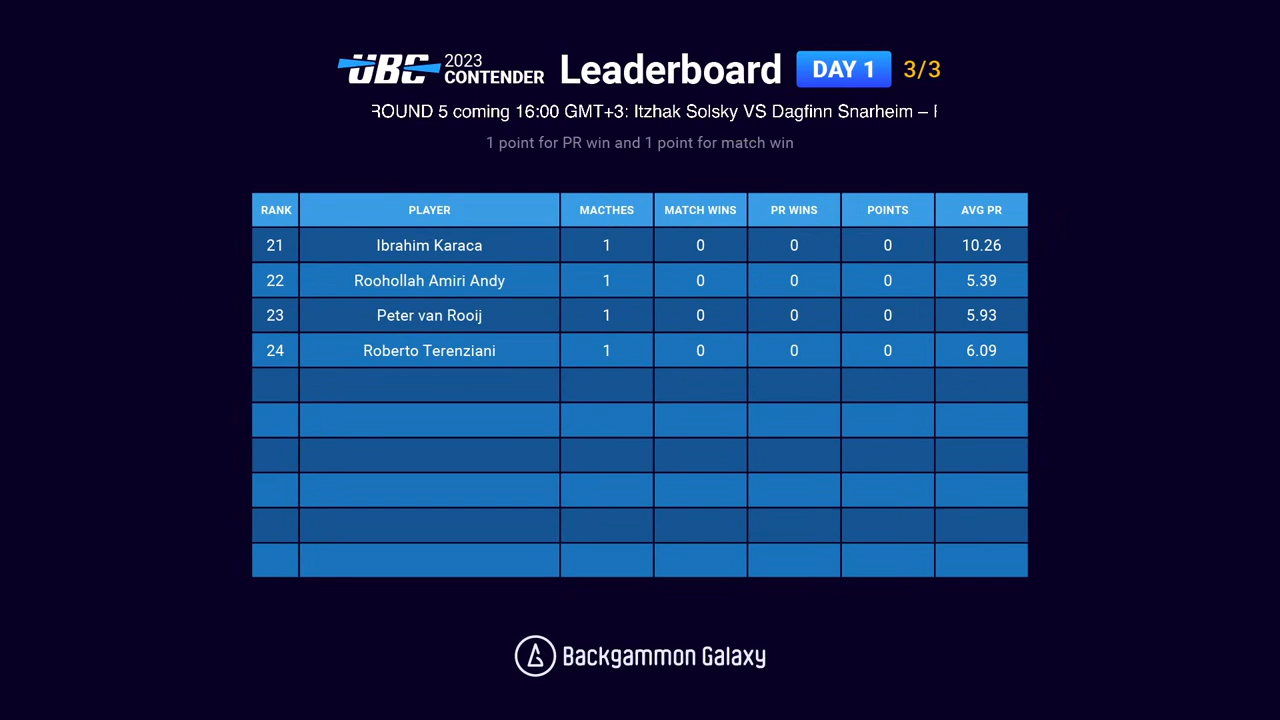 UBC 2023 CONTENDER Leaderboard DAY 1 3/3
ROUND 5 coming 16:00 GMT+3: Itzhak Solsky VS Dagfinn Snarheim –
1 point for PR win and 1 point for match win
RANK PLAYER MACTHES MATCH WINS PR WINS POINTS AVG PR
21 Ibrahim Karaca 1 0 0 0 10.26
22 Roohollah Amiri Andy 1 0 0 0 5.39
23 Peter van Rooij 1 0 0 0 5.93
24 Roberto Terenziani 1 0 0 0 6.09
Backgammon Galaxy